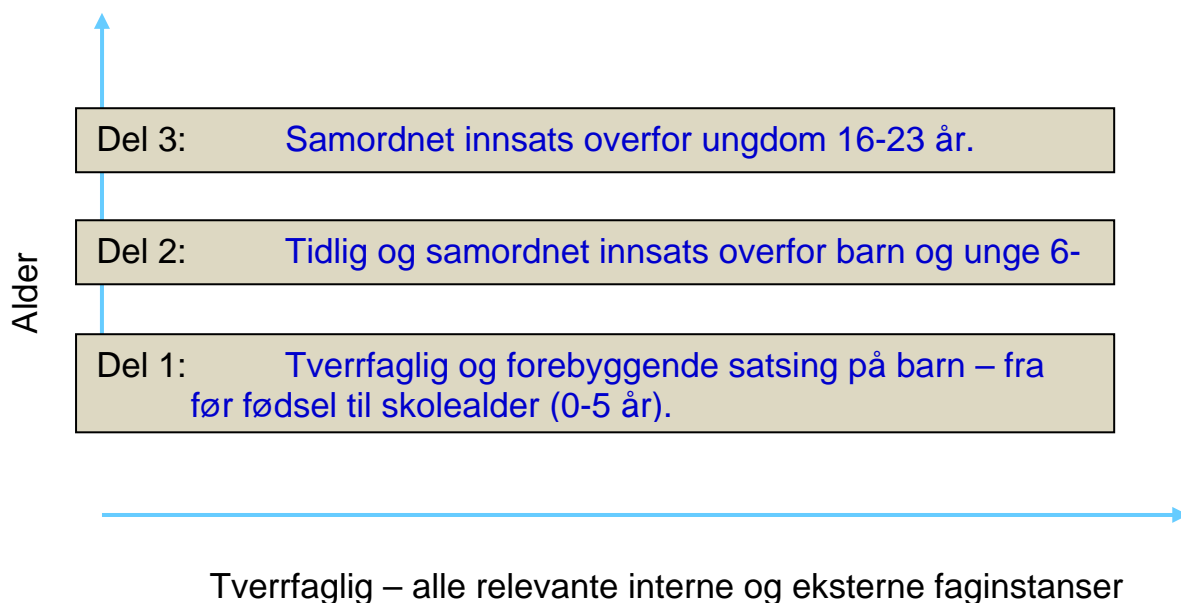 Del 3: Samordnet innsats overfor ungdom 16-23 år.
Del 2: Tidlig og samordnet innsats overfor barn og unge 6-
Alder
Del 1: Tverrfaglig og forebyggende satsing på barn – fra
før fødsel til skolealder (0-5 år).
Tverrfaglig – alle relevante interne og eksterne faginstanser